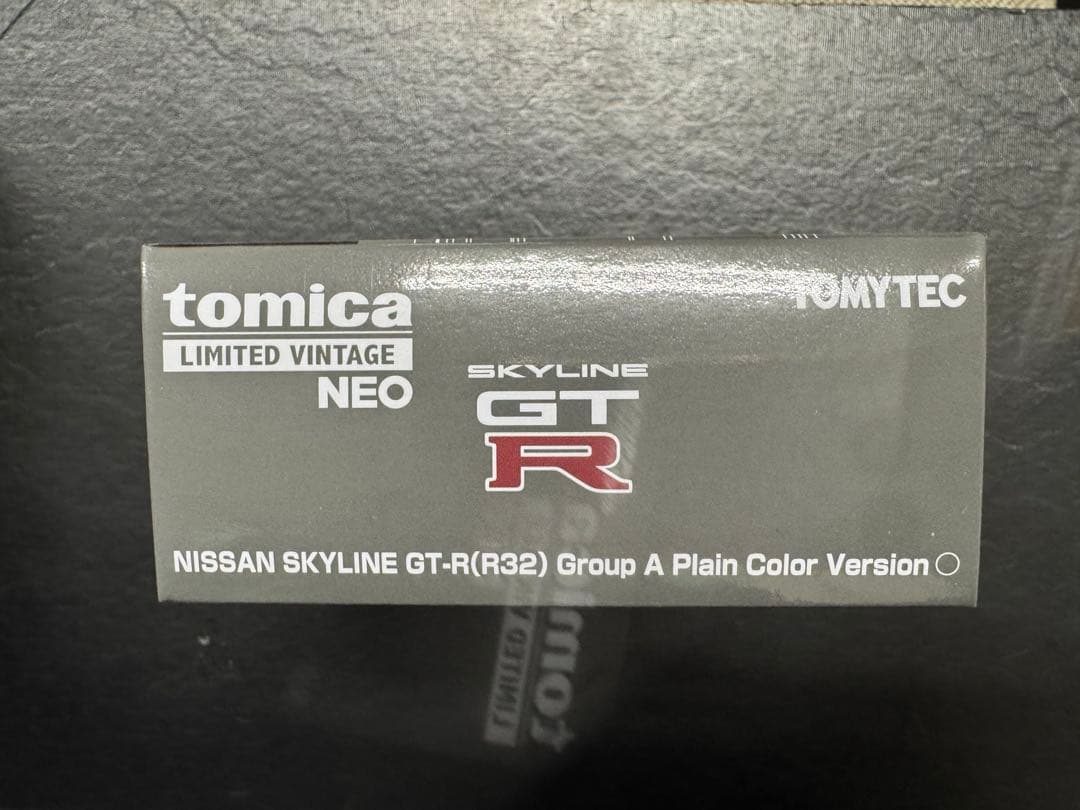 tomica
LIMITED VINTAGE
NEO
TOMYTEC
SKYLINE
GT
R
NISSAN SKYLINE GT-R(R32) Group A Plain Color Version